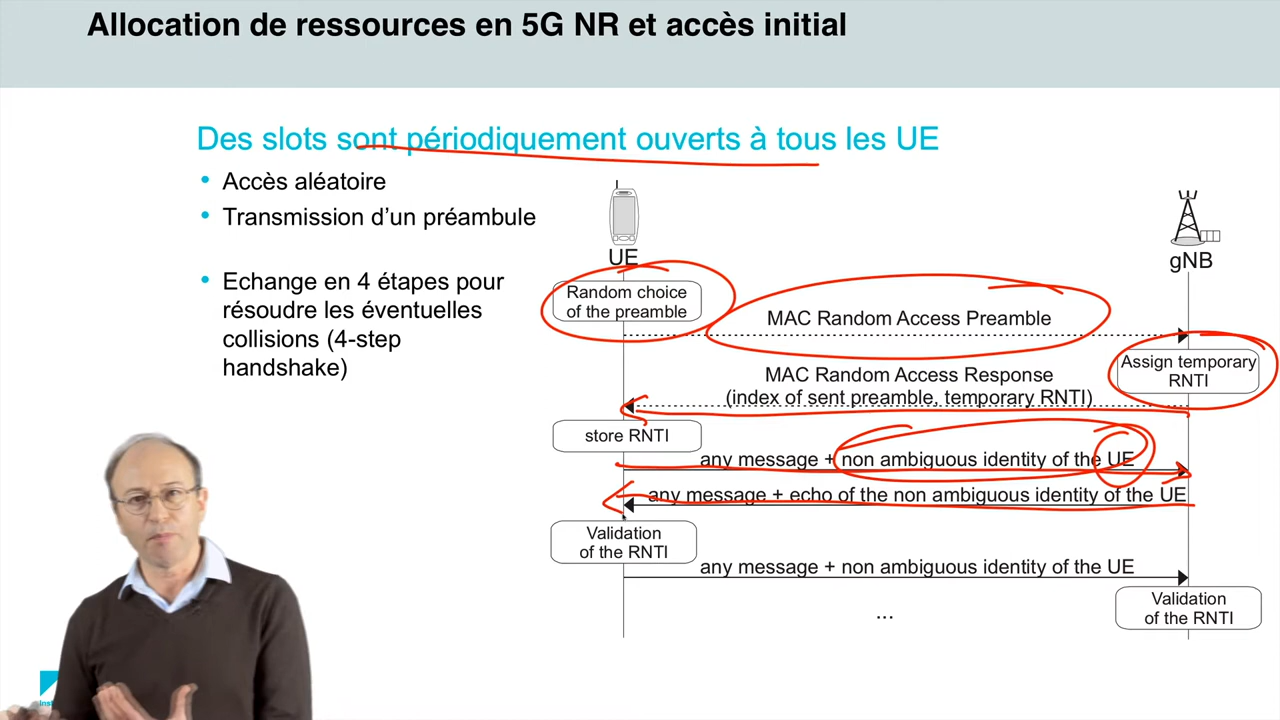 Allocation de ressources en 5G NR et accès initial
Des slots sont périodiquement ouverts à tous les UE
• Accès aléatoire
• Transmission d’un préambule
• Echange en 4 étapes pour
résoudre les éventuelles
collisions (4-step
handshake)
UE
gNB
Random choice
of the preamble
MAC Random Access Preamble
Assign temporary
RNTI
MAC Random Access Response
(index of sent preamble, temporary RNTI)
store RNTI
any message + non ambiguous identity of the UE
any message + echo of the non ambiguous identity of the UE
Validation
of the RNTI
any message + non ambiguous identity of the UE
Validation
of the RNTI
...